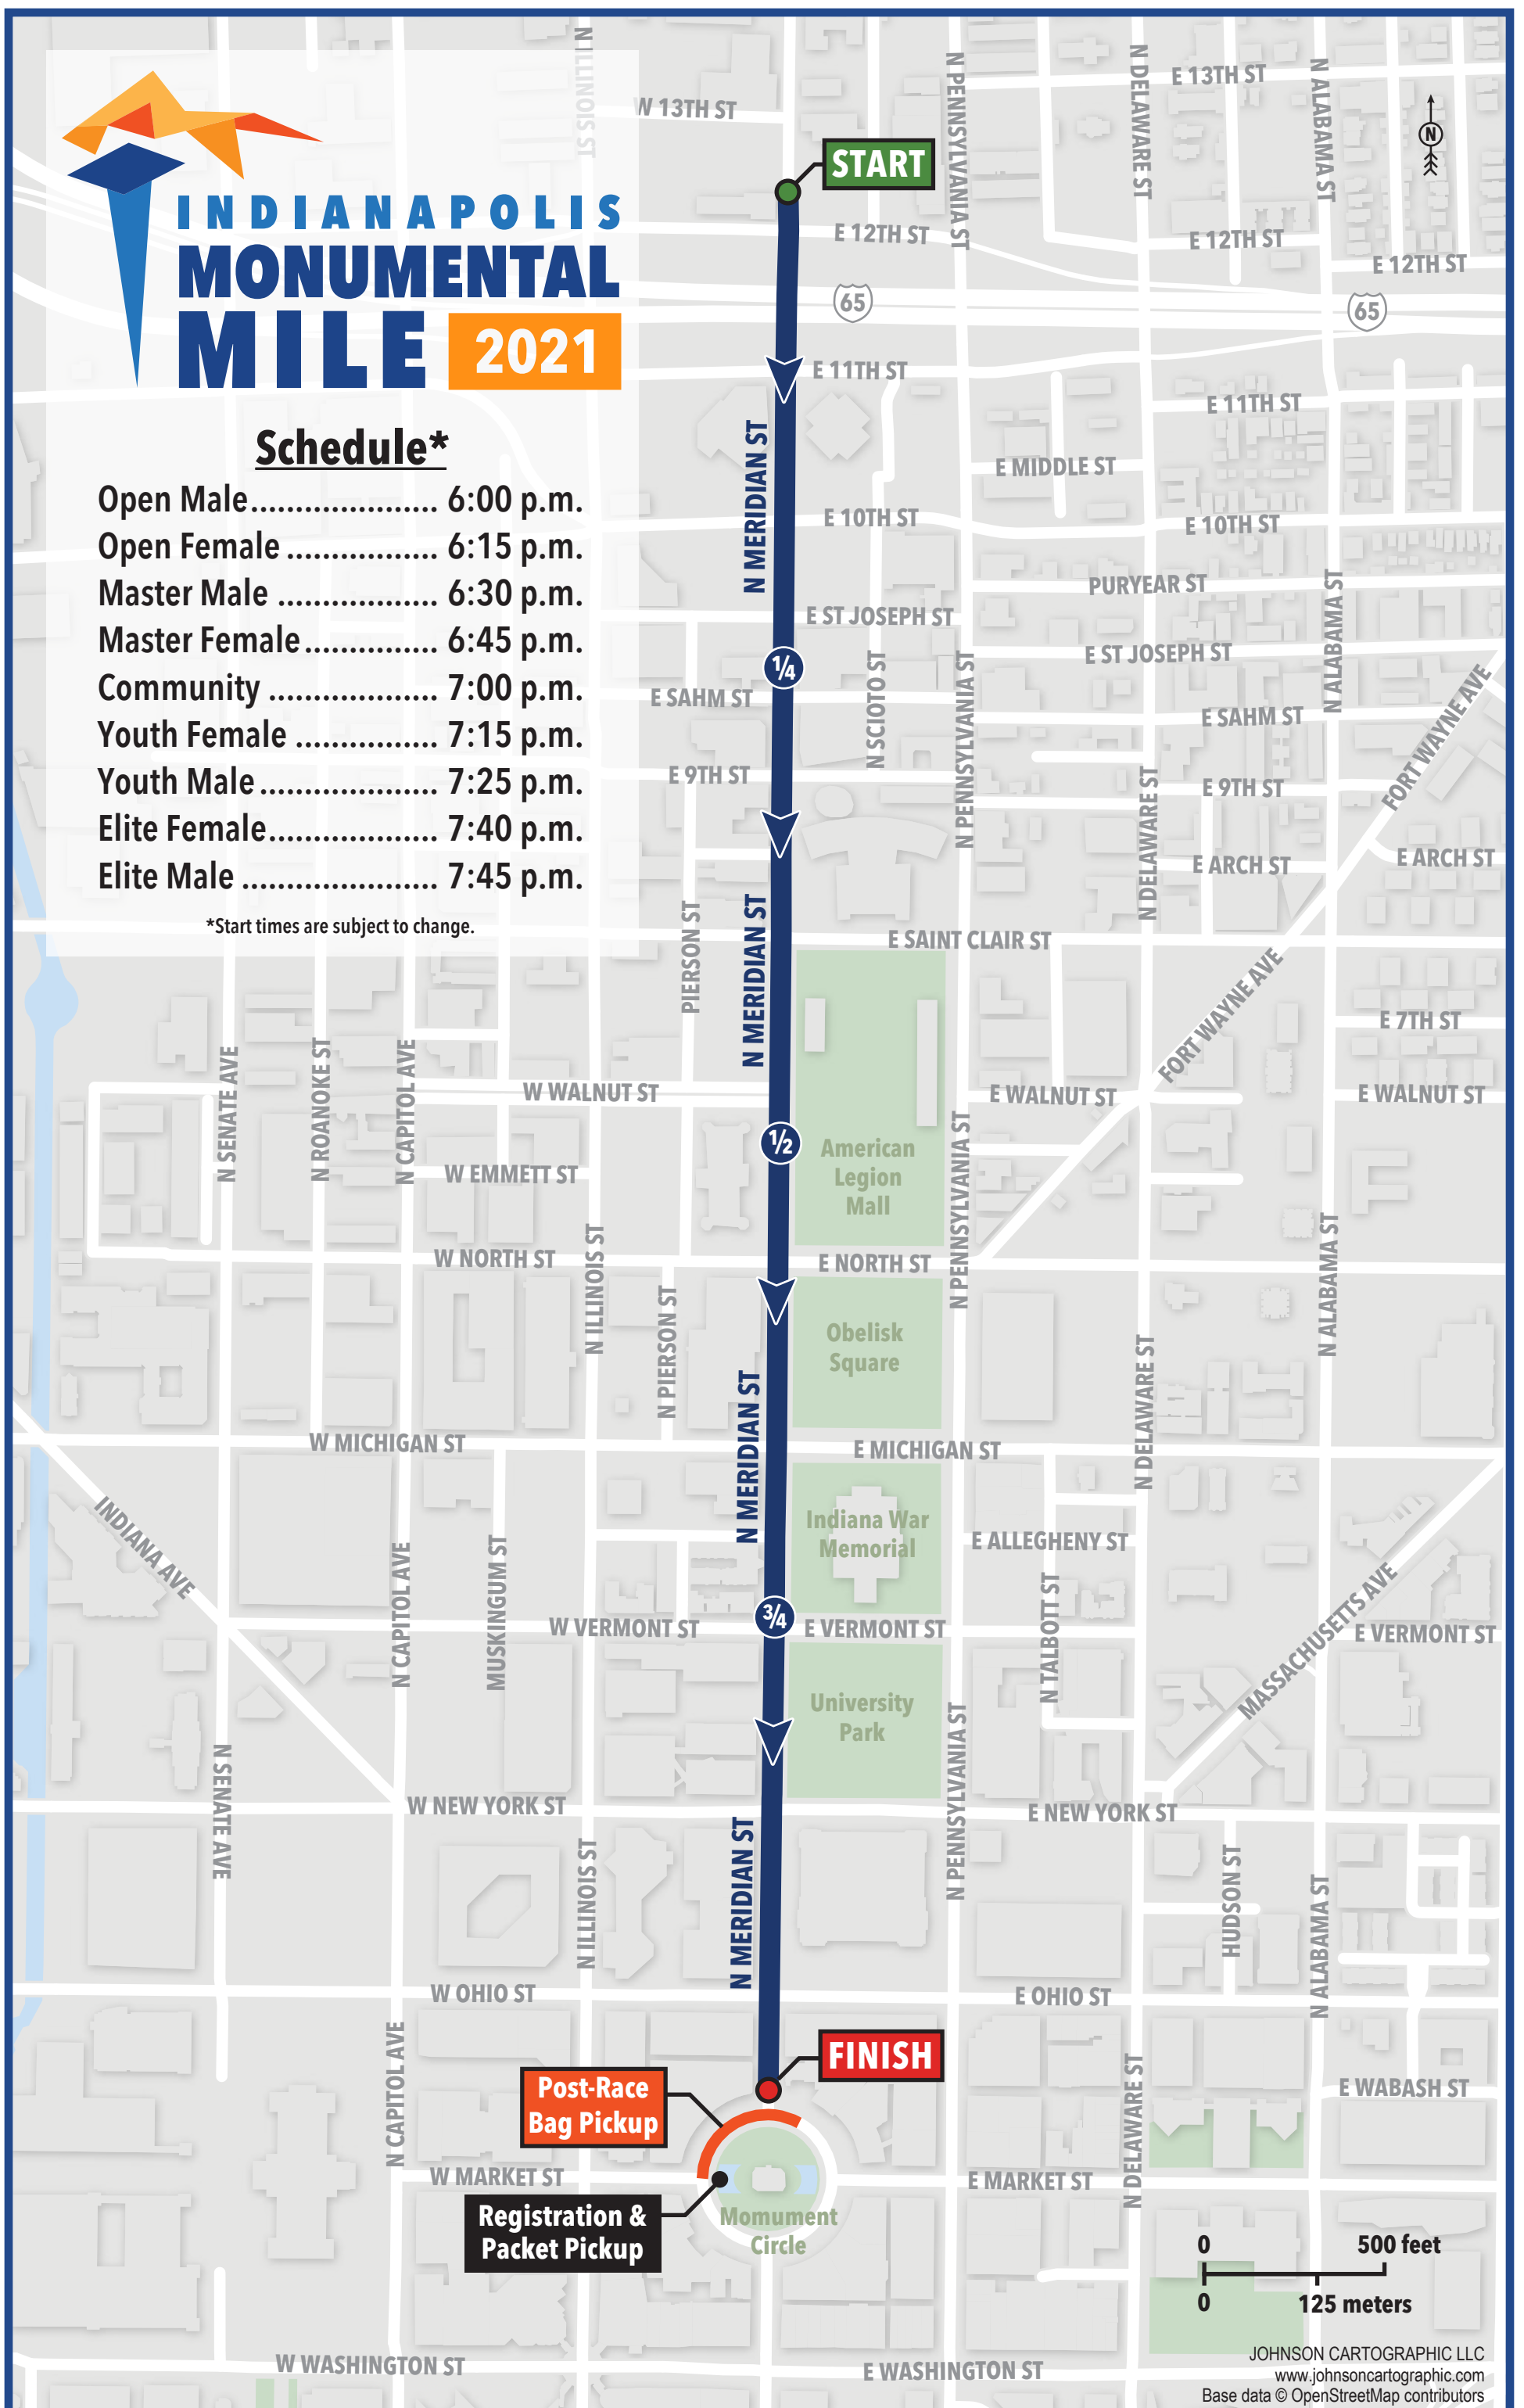 INDIANAPOLIS
MONUMENTAL
MILE 2021
Schedule*
Open Male..................... 6:00 p.m.
Open Female ................. 6:15 p.m.
Master Male .................. 6:30 p.m.
Master Female............... 6:45 p.m.
Community ................... 7:00 p.m.
Youth Female ................ 7:15 p.m.
Youth Male.................... 7:25 p.m.
Elite Female................... 7:40 p.m.
Elite Male ...................... 7:45 p.m.
*Start times are subject to change.
N ILLINOIS ST
W 13TH ST
N PENNSYLVANIA ST
N DELAWARE ST
E 13TH ST
N ALABAMA ST
N
START
E 12TH ST
E 12TH ST
E 12TH ST
65
65
E 11TH ST
E 11TH ST
N MERIDIAN ST
E MIDDLE ST
E 10TH ST
E 10TH ST
PURYEAR ST
E ST JOSEPH ST
E ST JOSEPH ST
N ALABAMA ST
1/4
N SCIOTO ST
N PENNSYLVANIA ST
E SAHM ST
E SAHM ST
FORT WAYNE AVE
E 9TH ST
E 9TH ST
N DELAWARE ST
E ARCH ST
E ARCH ST
PIERSON ST
N MERIDIAN ST
E SAINT CLAIR ST
FORT WAYNE AVE
E 7TH ST
N SENATE AVE
N ROANOKE ST
N CAPITOL AVE
W WALNUT ST
E WALNUT ST
E WALNUT ST
1/2
American
Legion
Mall
W EMMETT ST
N PENNSYLVANIA ST
N ILLINOIS ST
N ALABAMA ST
W NORTH ST
E NORTH ST
N PIERSON ST
Obelisk
Square
N DELAWARE ST
N MERIDIAN ST
W MICHIGAN ST
E MICHIGAN ST
INDIANA AVE
Indiana War
Memorial
E ALLEGHENY ST
N CAPITOL AVE
MUSKINGUM ST
N TALBOTT ST
MASSACHUSETTS AVE
3/4
W VERMONT ST
E VERMONT ST
E VERMONT ST
University
Park
N PENNSYLVANIA ST
N SENATE AVE
W NEW YORK ST
E NEW YORK ST
N MERIDIAN ST
N ILLINOIS ST
HUDSON ST
N ALABAMA ST
W OHIO ST
E OHIO ST
N CAPITOL AVE
FINISH
N DELAWARE ST
Post-Race
Bag Pickup
E WABASH ST
W MARKET ST
E MARKET ST
Registration &
Packet Pickup
Momument
Circle
0 500 feet
0 125 meters
W WASHINGTON ST
E WASHINGTON ST
JOHNSON CARTOGRAPHIC LLC
www.johnsoncartographic.com
Base data © OpenStreetMap contributors